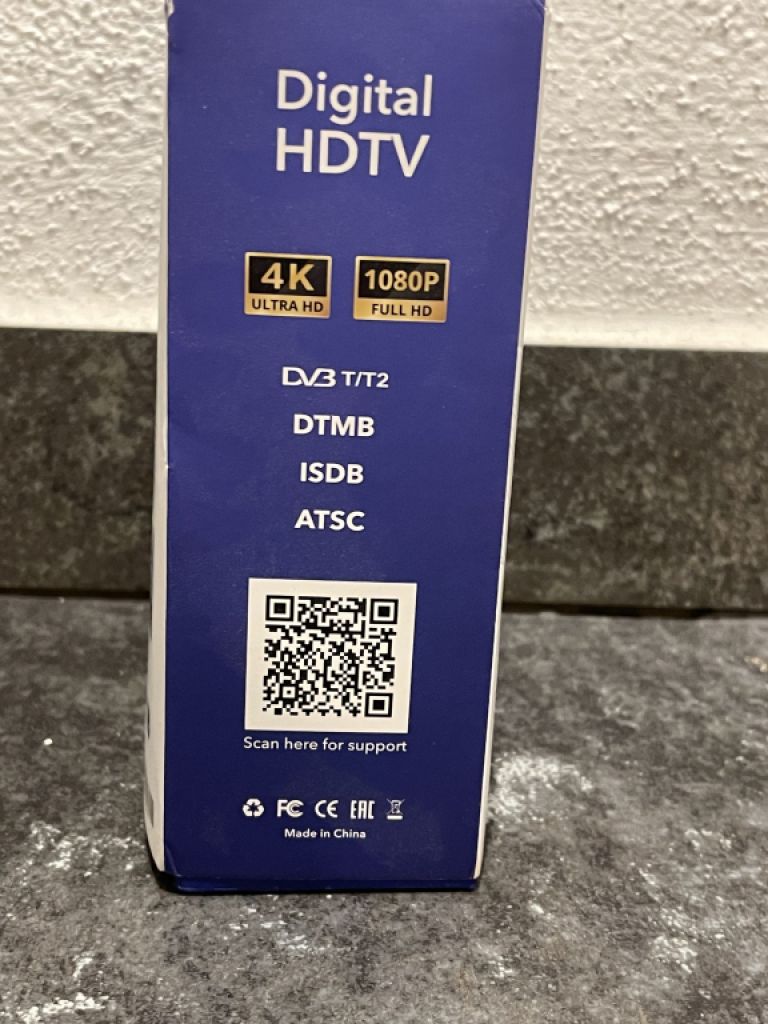 Digital
HDTV
4K
ULTRA HD
1080P
FULL HD
DVB T/T2
DTMB
ISDB
ATSC
Scan here for support
FC CE EAC
Made in China